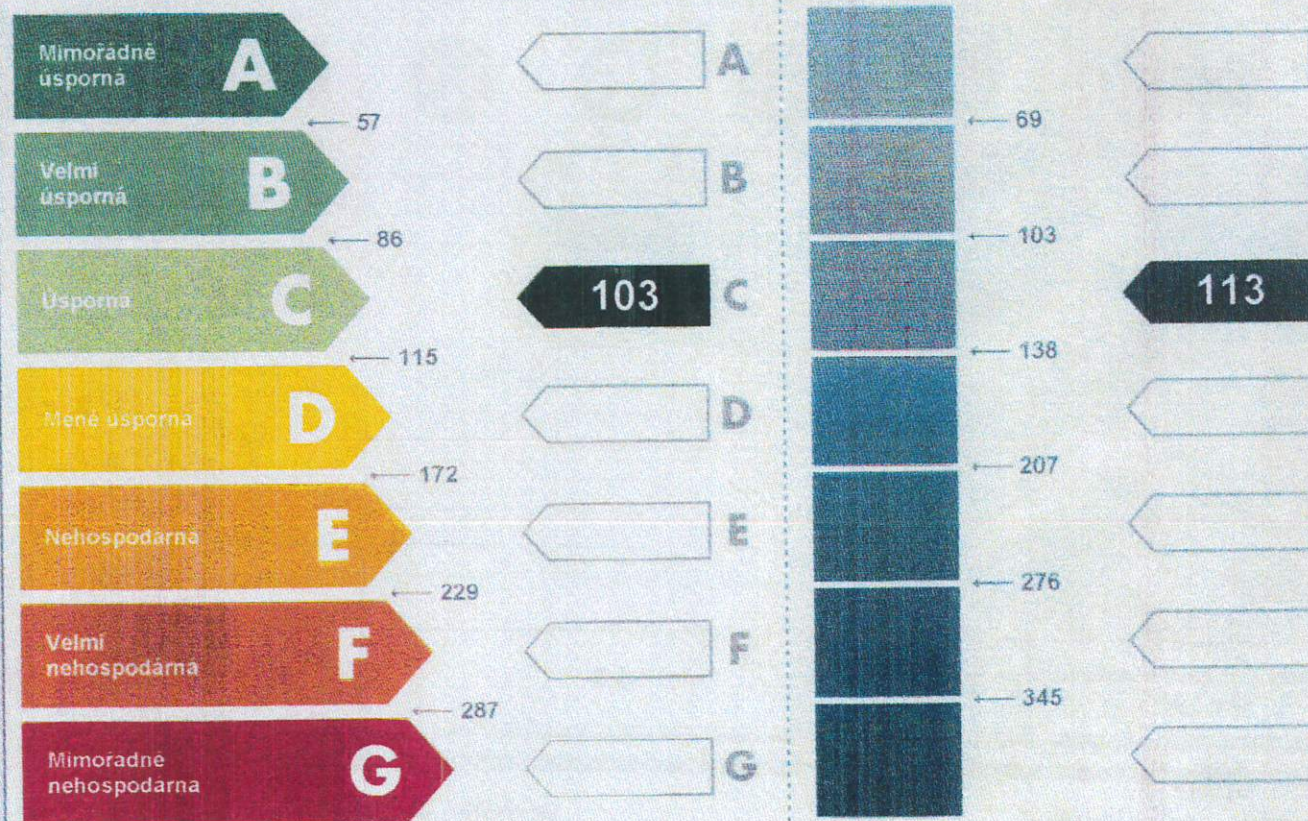 Mimořádně
úsporná
A
A
57
69
Velmi
úsporná
B
B
86
103
Úsporná
C
103
C
113
115
138
Méně úsporná
D
D
172
207
Nehospodárná
E
E
229
276
Velmi
nehospodárná
F
F
287
345
Mimořádně
nehospodárná
G
G